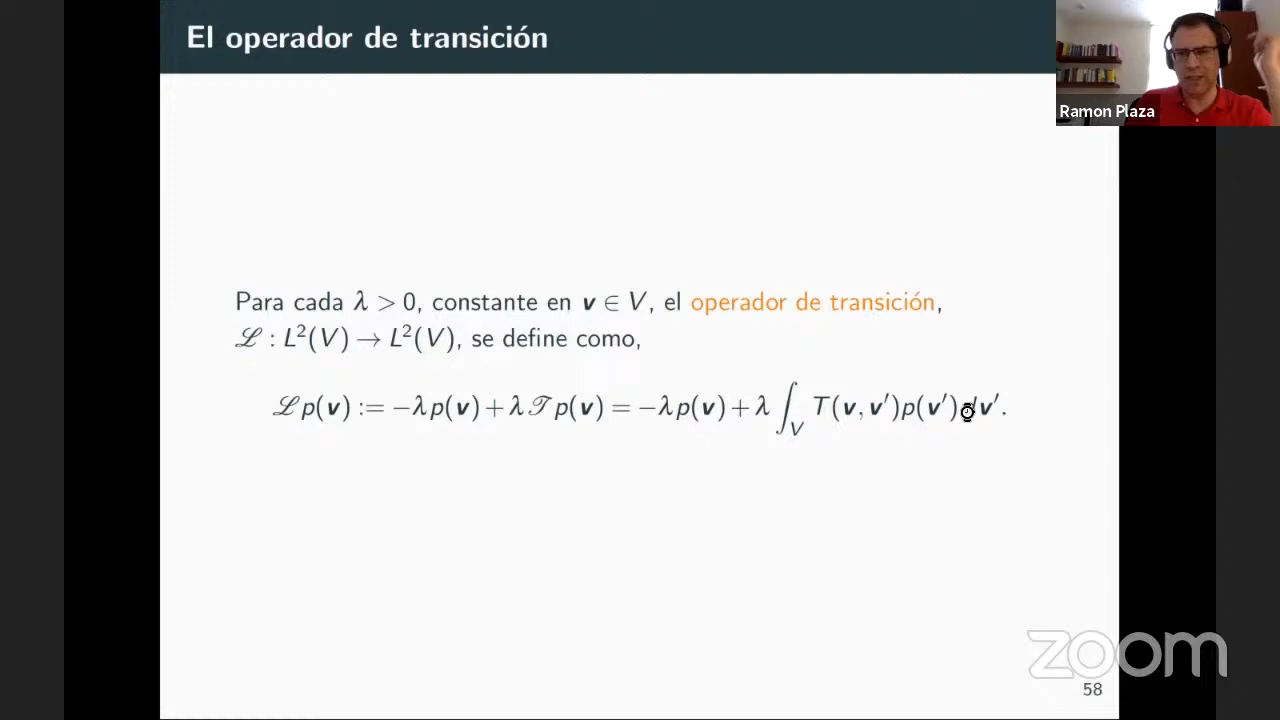 El operador de transición
Ramon Plaza
Para cada λ > 0, constante en v ∈ V, el operador de transición,
ℒ : L²(V) → L²(V), se define como,
ℒp(v) := −λp(v) + λ𝒯p(v) = −λp(v) + λ ∫_V T(v, v′)p(v′) dv′.
zoom
58